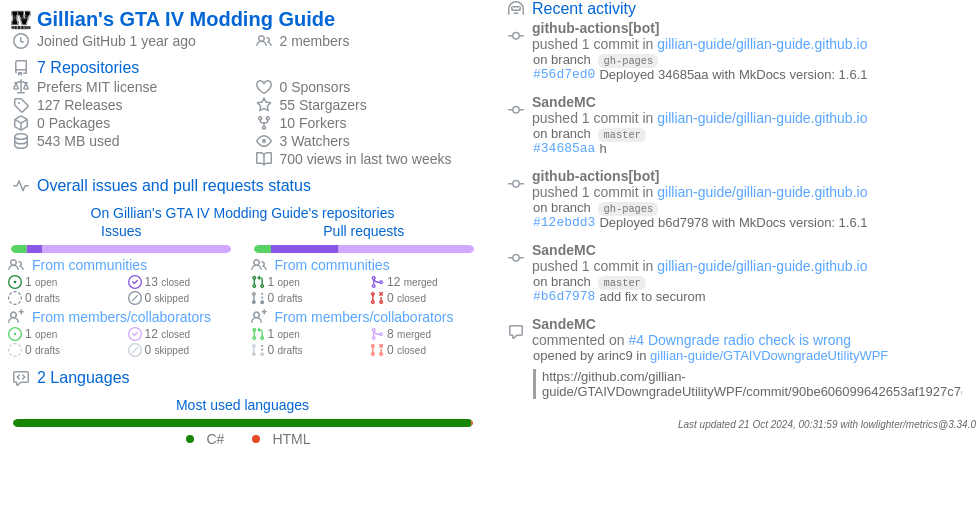 Gillian's GTA IV Modding Guide
Joined GitHub 1 year ago
2 members
7 Repositories
Prefers MIT license
0 Sponsors
127 Releases
55 Stargazers
0 Packages
10 Forkers
543 MB used
3 Watchers
700 views in last two weeks
Overall issues and pull requests status
On Gillian's GTA IV Modding Guide's repositories
Issues
Pull requests
From communities
From communities
1 open
13 closed
1 open
12 merged
0 drafts
0 skipped
0 drafts
0 closed
From members/collaborators
From members/collaborators
1 open
12 closed
1 open
8 merged
0 drafts
0 skipped
0 drafts
0 closed
2 Languages
Most used languages
C#
HTML
Recent activity
github-actions[bot]
pushed 1 commit in gillian-guide/gillian-guide.github.io
on branch gh-pages
#56d7ed0 Deployed 34685aa with MkDocs version: 1.6.1
SandeMC
pushed 1 commit in gillian-guide/gillian-guide.github.io
on branch master
#34685aa h
github-actions[bot]
pushed 1 commit in gillian-guide/gillian-guide.github.io
on branch gh-pages
#12ebdd3 Deployed b6d7978 with MkDocs version: 1.6.1
SandeMC
pushed 1 commit in gillian-guide/gillian-guide.github.io
on branch master
#b6d7978 add fix to securom
SandeMC
commented on #4 Downgrade radio check is wrong
opened by arinc9 in gillian-guide/GTAIVDowngradeUtilityWPF
https://github.com/gillian-
guide/GTAIVDowngradeUtilityWPF/commit/90be606099642653af1927c7
Last updated 21 Oct 2024, 00:31:59 with lowlighter/metrics@3.34.0